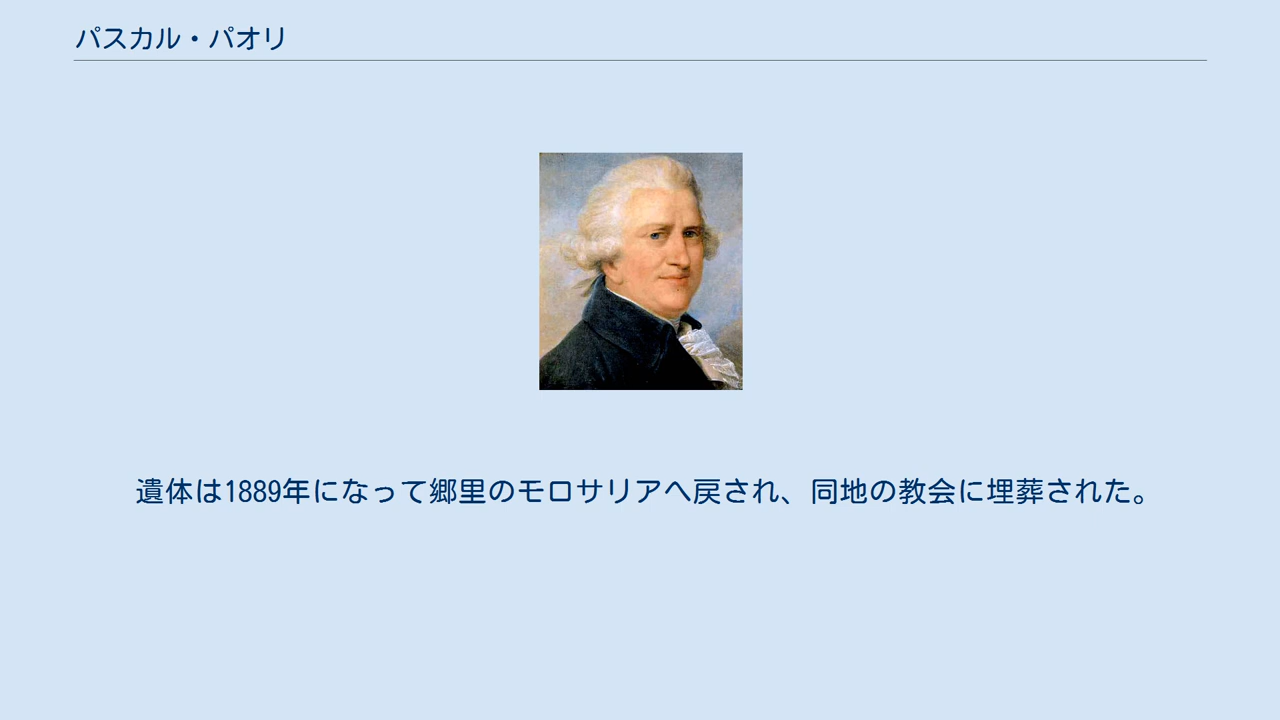 パスカル・パオリ
遺体は1889年になって郷里のモロサリアへ戻され、同地の教会に埋葬された。